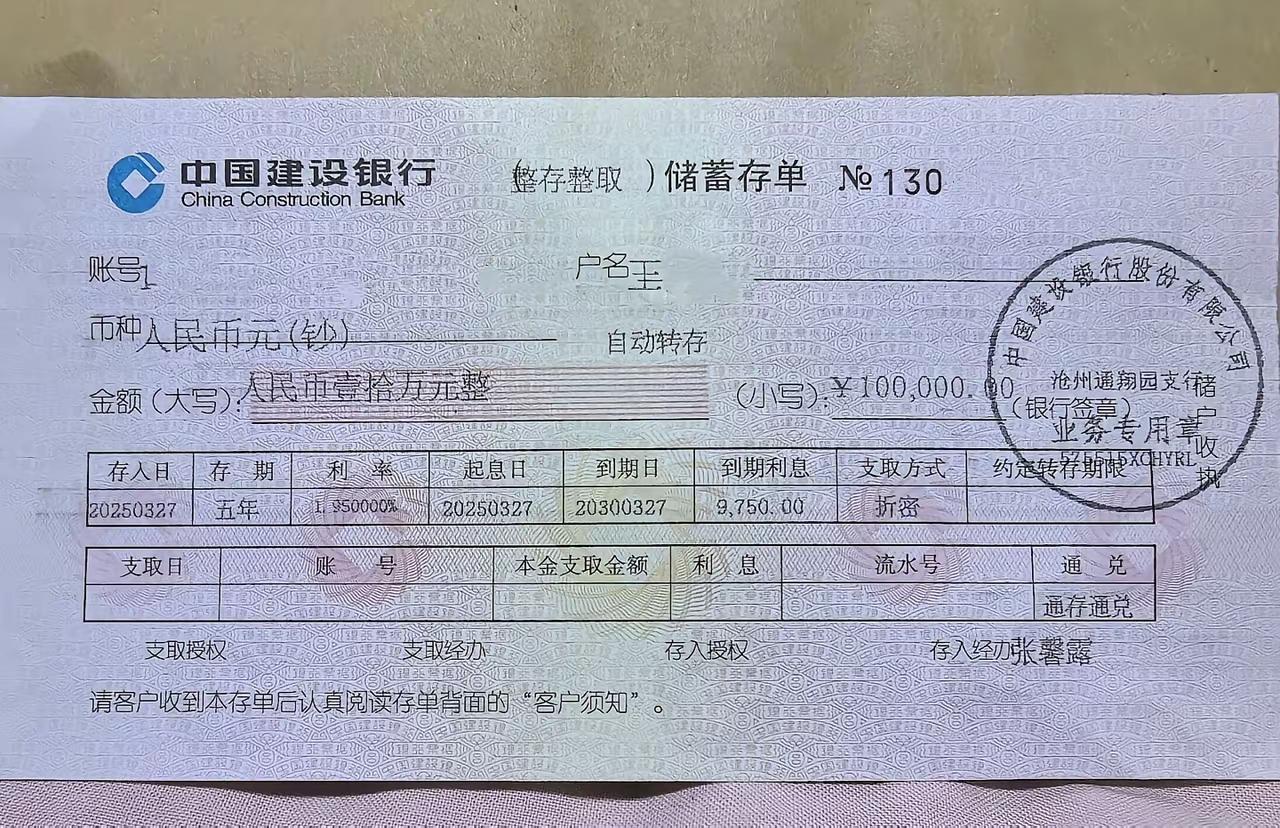 中国建设银行 (整存整取)储蓄存单 № 130
China Construction Bank
账号1 户名王
币种人民币元(钞) 自动转存
金额(大写):人民币壹拾万元整 (小写):¥100,000.00
中国建设银行股份有限公司
沧州通翔园支行
(银行签章)
业务专用章
储户收执
存入日 存期 利率 起息日 到期日 到期利息 支取方式 约定转存期限
20250327 五年 1.950000% 20250327 20300327 9,750.00 折密
支取日 账号 本金支取金额 利息 流水号 通兑
通存通兑
支取授权 支取经办 存入授权 存入经办张馨露
请客户收到本存单后认真阅读存单背面的“客户须知”。